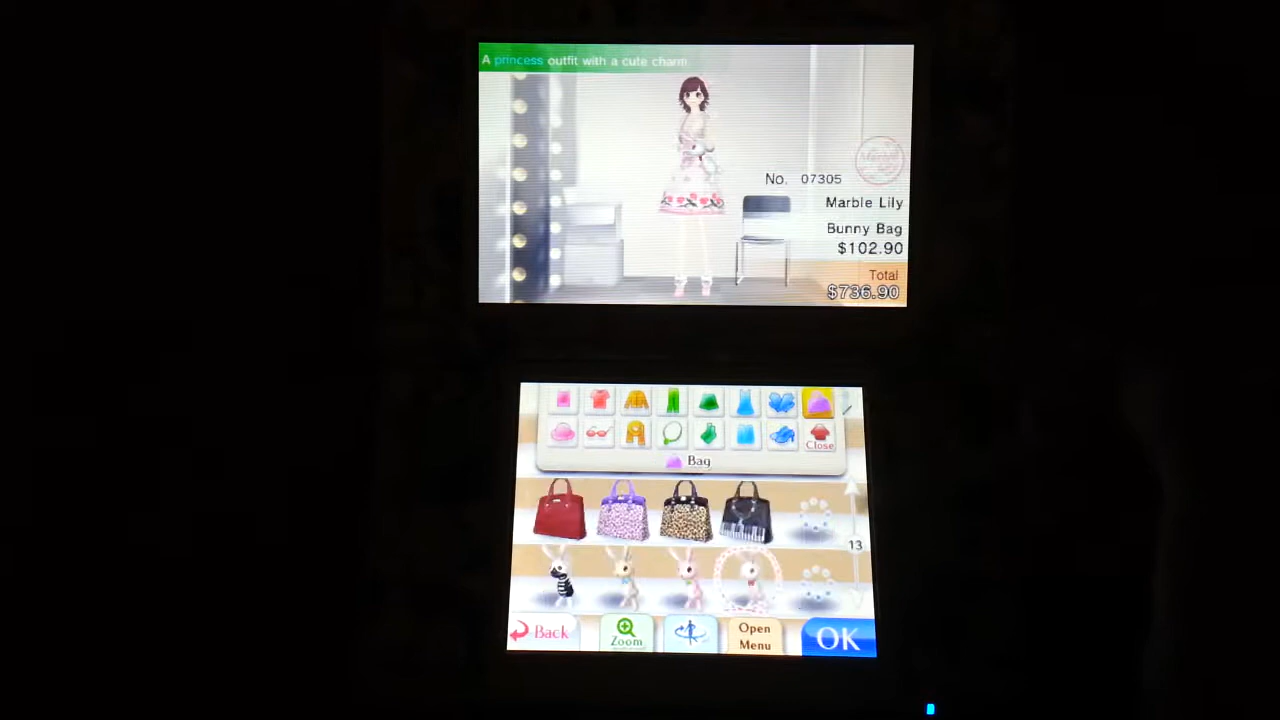 A princess outfit with a cute charm
No. 07305
Marble Lily
Bunny Bag
$102.90
Total
$736.90
Close
Bag
13
Back
Zoom
Open
Menu
OK